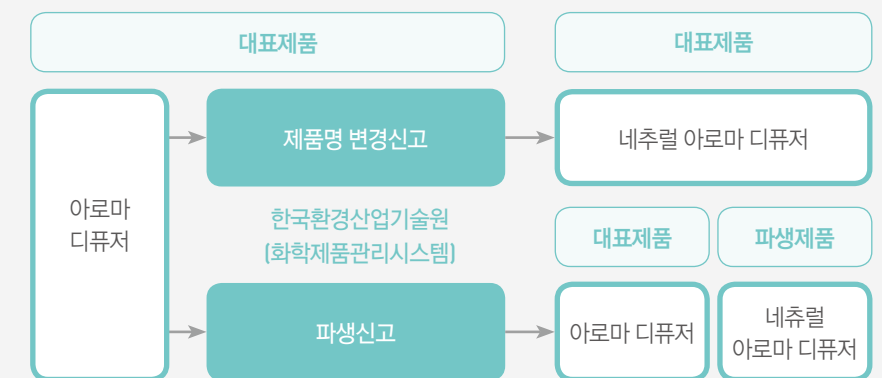 대표제품
대표제품
아로마
디퓨저
제품명 변경신고
네추럴 아로마 디퓨저
한국환경산업기술원
(화학제품관리시스템)
대표제품
파생제품
파생신고
아로마 디퓨저
네츄럴
아로마 디퓨저